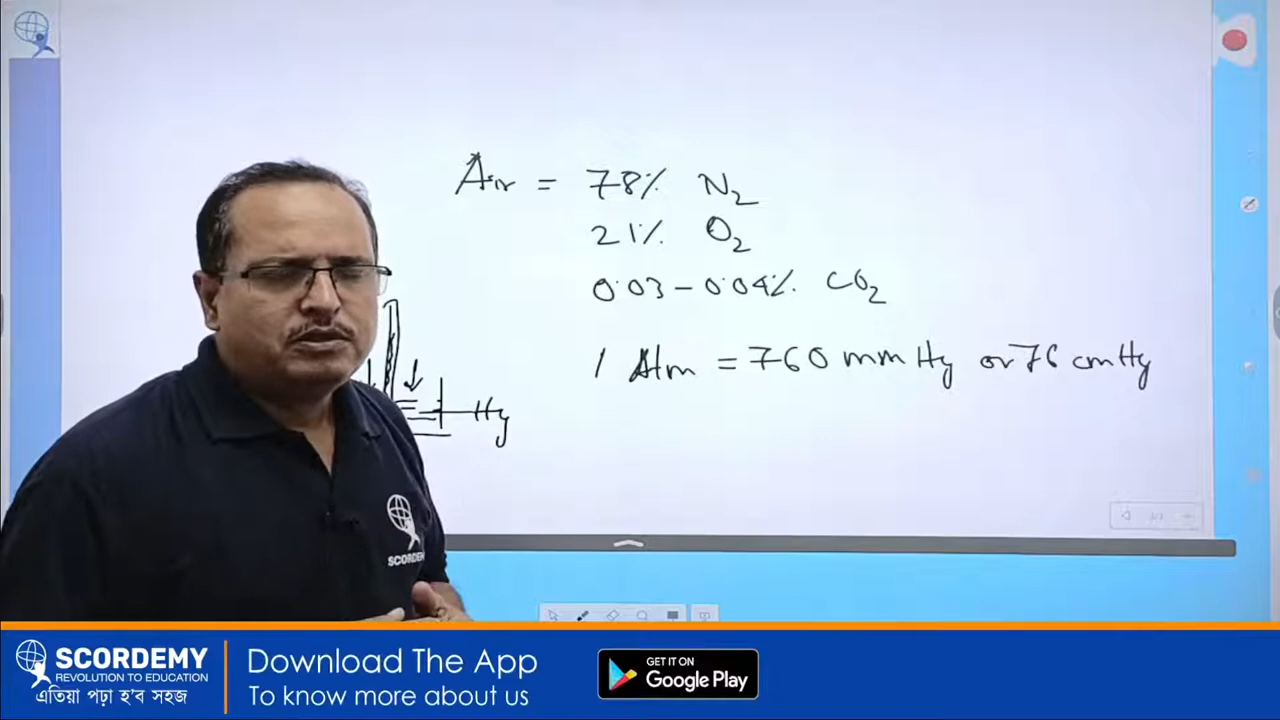 Air = 78% N2
21% O2
0.03 - 0.04% CO2
1 Atm = 760 mm Hg or 76 cm Hg
Hg
SCORDEMY
SCORDEMY
REVOLUTION TO EDUCATION
এতিয়া পঢ়া হ'ব সহজ
Download The App
To know more about us
GET IT ON
Google Play